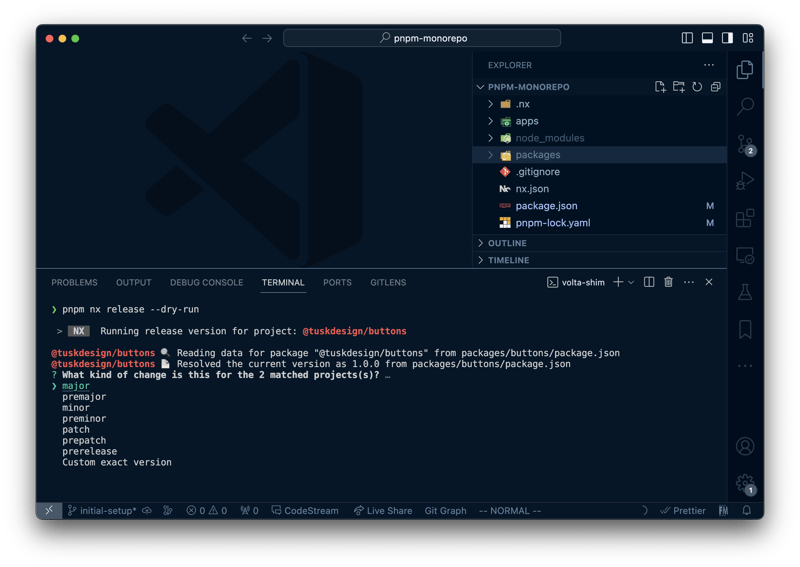 pnpm-monorepo
EXPLORER
PNPM-MONOREPO
.nx
apps
node_modules
packages
.gitignore
nx.json
package.json M
pnpm-lock.yaml M
OUTLINE
TIMELINE
2
PROBLEMS OUTPUT DEBUG CONSOLE TERMINAL PORTS GITLENS
volta-shim
❯ pnpm nx release --dry-run
> NX Running release version for project: @tuskdesign/buttons
@tuskdesign/buttons 🔍 Reading data for package "@tuskdesign/buttons" from packages/buttons/package.json
@tuskdesign/buttons 📄 Resolved the current version as 1.0.0 from packages/buttons/package.json
? What kind of change is this for the 2 matched projects(s)? …
❯ major
premajor
minor
preminor
patch
prepatch
prerelease
Custom exact version
1
initial-setup* 0 0 0 CodeStream Live Share Git Graph -- NORMAL -- Prettier